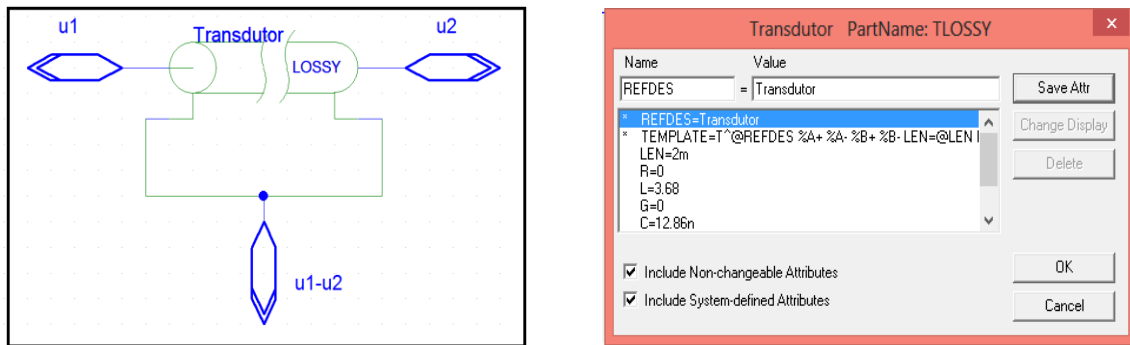 u1
Transdutor
u2
LOSSY
u1-u2
Transdutor PartName: TLOSSY
x
Name Value
REFDES = Transdutor
Save Attr
* REFDES=Transdutor
Change Display
* TEMPLATE=T^@REFDES %A+ %A- %B+ %B- LEN=@LEN
LEN=2m
Delete
R=0
L=3.68
G=0
C=12.86n
Include Non-changeable Attributes
OK
Include System-defined Attributes
Cancel